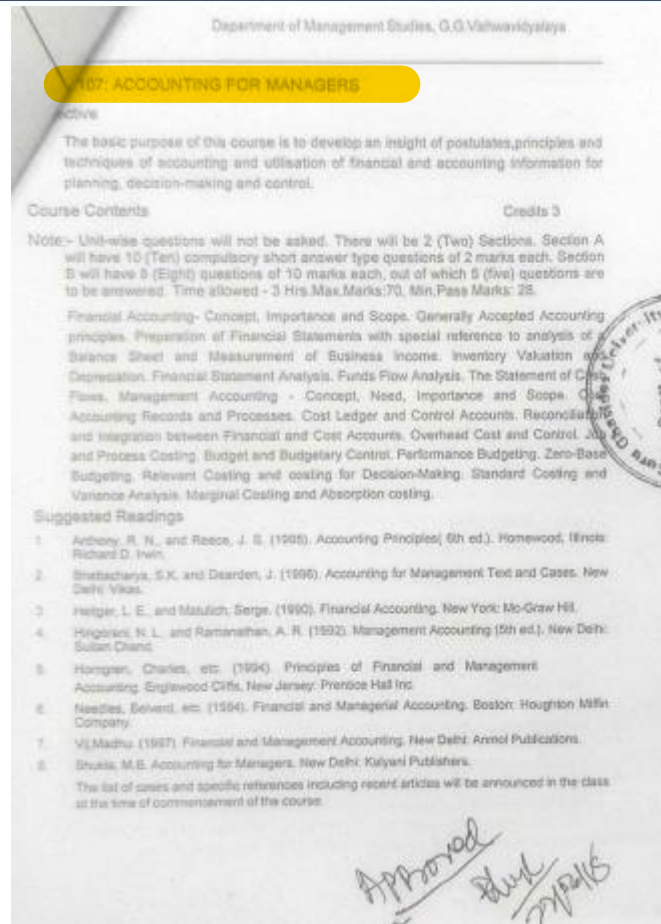 Department of Management Studies, G.G.Vishwavidyalaya
107: ACCOUNTING FOR MANAGERS
ective
The basic purpose of this course is to develop an insight of postulates,principles and
techniques of accounting and utilisation of financial and accounting information for
planning, decision-making and control.
Course Contents Credits 3
Note:- Unit-wise questions will not be asked. There will be 2 (Two) Sections. Section A
will have 10 (Ten) compulsory short answer type questions of 2 marks each. Section
B will have 8 (Eight) questions of 10 marks each, out of which 5 (five) questions are
to be answered. Time allowed - 3 Hrs.Max.Marks:70, Min.Pass Marks: 28.
Financial Accounting- Concept, Importance and Scope. Generally Accepted Accounting
principles. Preparation of Financial Statements with special reference to analysis of
Balance Sheet and Measurement of Business Income. Inventory Valuation
Depreciation. Financial Statement Analysis. Funds Flow Analysis. The Statement of
Flows. Management Accounting - Concept, Need, Importance and Scope.
Accounting Records and Processes. Cost Ledger and Control Accounts. Reconciliation
and Integration between Financial and Cost Accounts. Overhead Cost and Control.
and Process Costing. Budget and Budgetary Control. Performance Budgeting. Zero-Base
Budgeting. Relevant Costing and costing for Decision-Making. Standard Costing and
Variance Analysis. Marginal Costing and Absorption costing.
Suggested Readings
1. Anthony, R. N., and Reece, J. S. (1995). Accounting Principles( 6th ed.). Homewood, Illinois:
Richard D. Irwin.
2. Bhattacharya, S.K. and Dearden, J. (1996). Accounting for Management Text and Cases. New
Delhi: Vikas.
3. Heitger, L. E., and Matulich, Serge. (1990). Financial Accounting. New York: Mc-Graw Hill.
4. Hingorani, N. L., and Ramanathan, A. R. (1992). Management Accounting (5th ed.). New Delhi:
Sultan Chand.
5. Horngren, Charles, etc. (1994). Principles of Financial and Management
Accounting. Englewood Cliffs, New Jersey: Prentice Hall Inc.
6. Needles, Belverd, etc. (1994). Financial and Managerial Accounting. Boston: Houghton Miffin
Company.
7. Vij,Madhu. (1997). Financial and Management Accounting. New Delhi: Anmol Publications.
8. Shukla, M.B. Accounting for Managers. New Delhi: Kalyani Publishers.
The list of cases and specific references including recent articles will be announced in the class
at the time of commencement of the course.
Approved